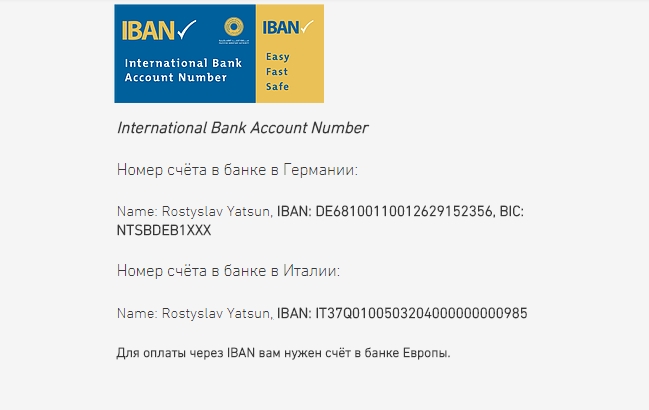 IBAN
International Bank
Account Number
IBAN
Easy
Fast
Safe
International Bank Account Number
Номер счёта в банке в Германии:
Name: Rostyslav Yatsun, IBAN: DE68100110012629152356, BIC:
NTSBDEB1XXX
Номер счёта в банке в Италии:
Name: Rostyslav Yatsun, IBAN: IT37Q0100503204000000000985
Для оплаты через IBAN вам нужен счёт в банке Европы.